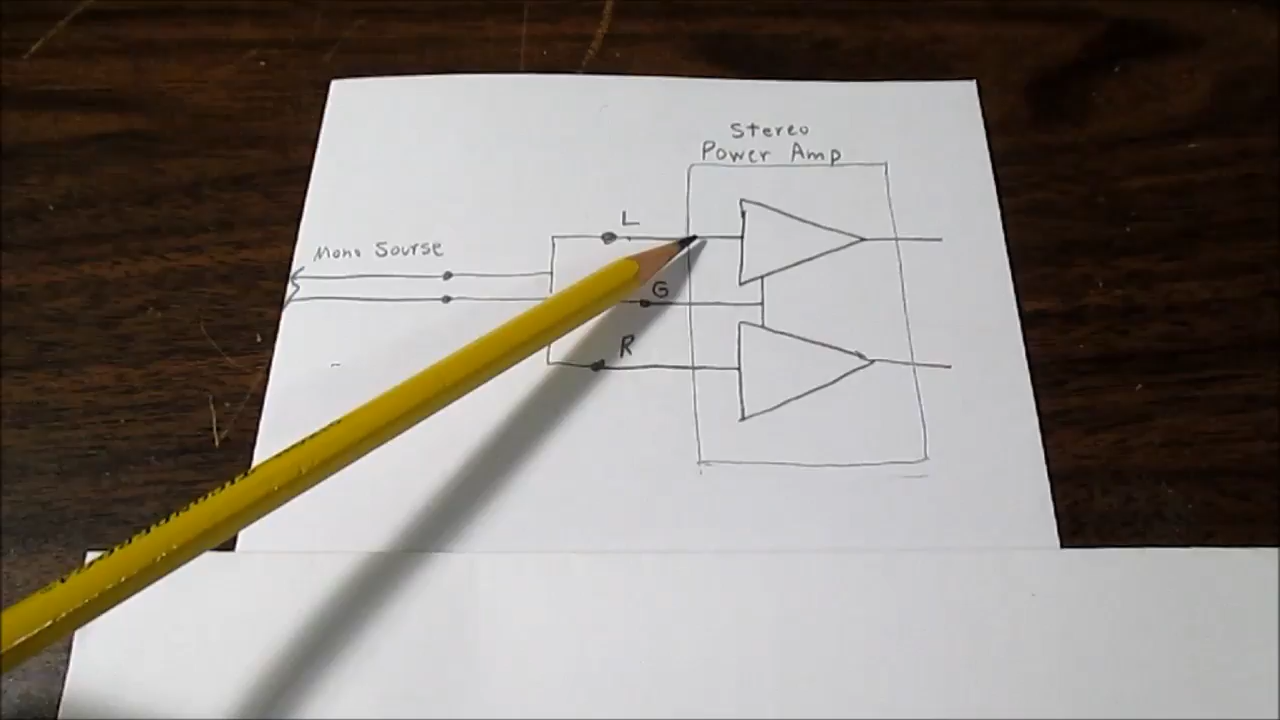 Stereo
Power Amp
L
Mono Sourse
G
R